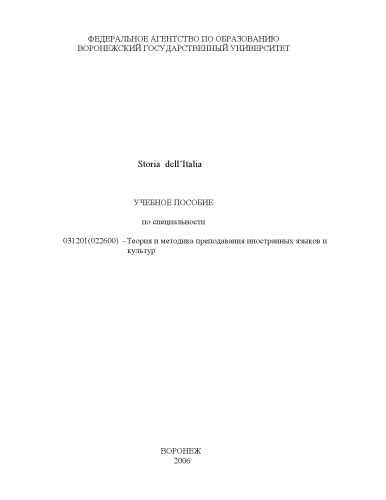 ФЕДЕРАЛЬНОЕ АГЕНТСТВО ПО ОБРАЗОВАНИЮ
ВОРОНЕЖСКИЙ ГОСУДАРСТВЕННЫЙ УНИВЕРСИТЕТ
Storia dell’Italia
УЧЕБНОЕ ПОСОБИЕ
по специальности
031201(022600) –Теория и методика преподавания иностранных языков и
культур
ВОРОНЕЖ
2006